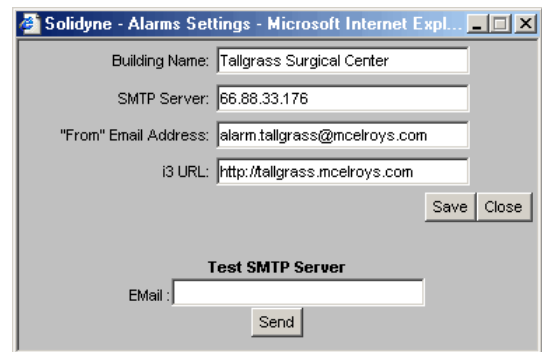 Solidyne - Alarms Settings - Microsoft Internet Expl...
Building Name: Tallgrass Surgical Center
SMTP Server: 66.88.33.176
"From" Email Address: alarm.tallgrass@mcelroys.com
i3 URL: http://tallgrass.mcelroys.com
Save Close
Test SMTP Server
EMail :
Send